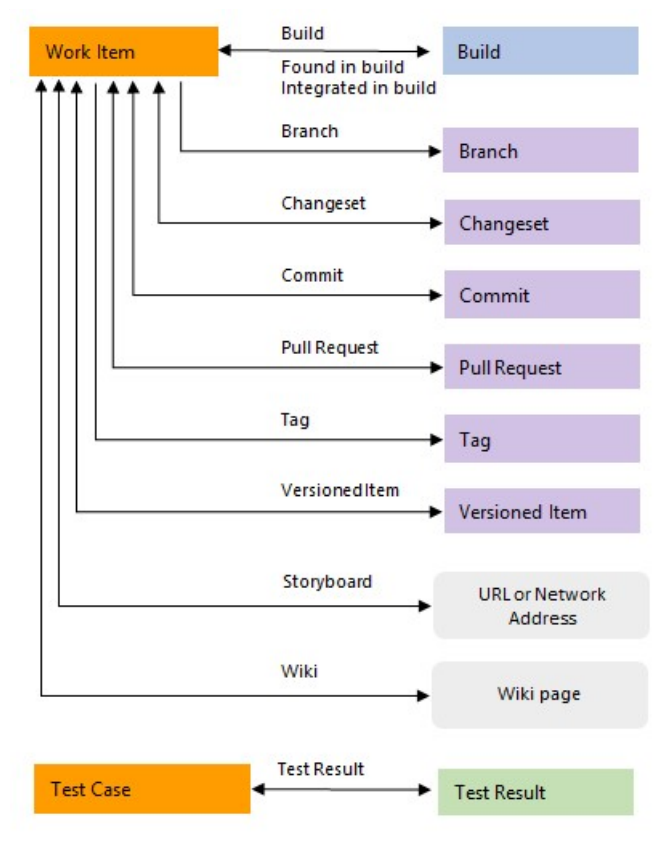 Work Item
Build
Build
Found in build
Integrated in build
Branch
Branch
Changeset
Changeset
Commit
Commit
Pull Request
Pull Request
Tag
Tag
Versioned Item
Versioned Item
Storyboard
URL or Network
Address
Wiki
Wiki page
Test Case
Test Result
Test Result